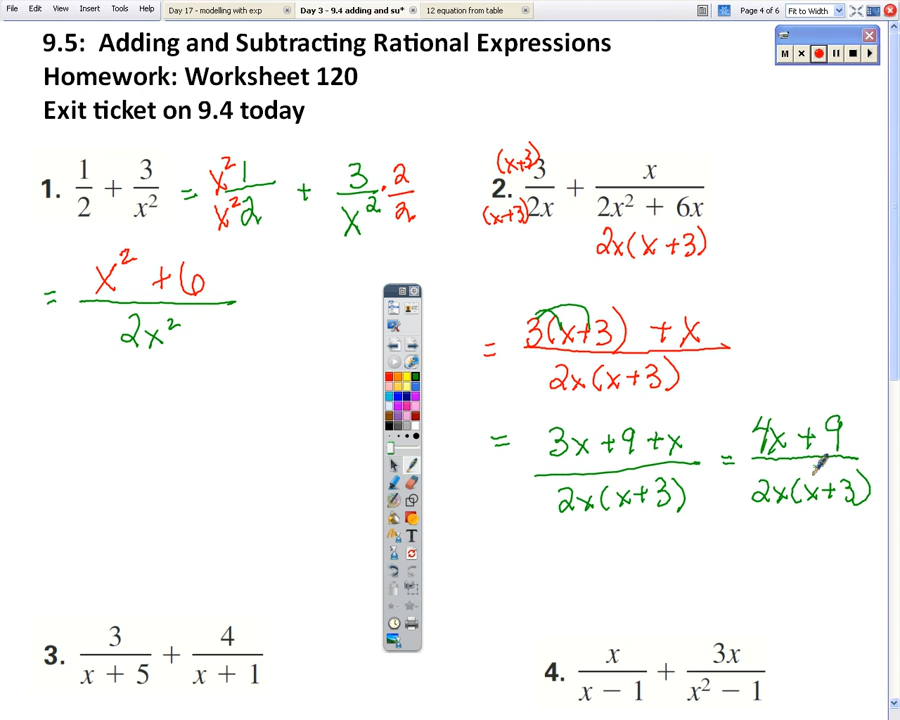 File Edit View Insert Tools Help
Day 17 - modelling with exp
Day 3 - 9.4 adding and su*
12 equation from table
Page 4 of 6
Fit to Width
9.5: Adding and Subtracting Rational Expressions
Homework: Worksheet 120
Exit ticket on 9.4 today
1. 1/2 + 3/x² = x² 1/x² 2 + 3/x² · 2/2
= x² + 6 / 2x²
2. (x+3) 3/(x+3) 2x + x/2x² + 6x
2x(x+3)
= 3(x+3) + x / 2x(x+3)
= 3x + 9 + x / 2x(x+3) = 4x + 9 / 2x(x+3)
3. 3/x + 5 + 4/x + 1
4. x/x − 1 + 3x/x² − 1
M
T